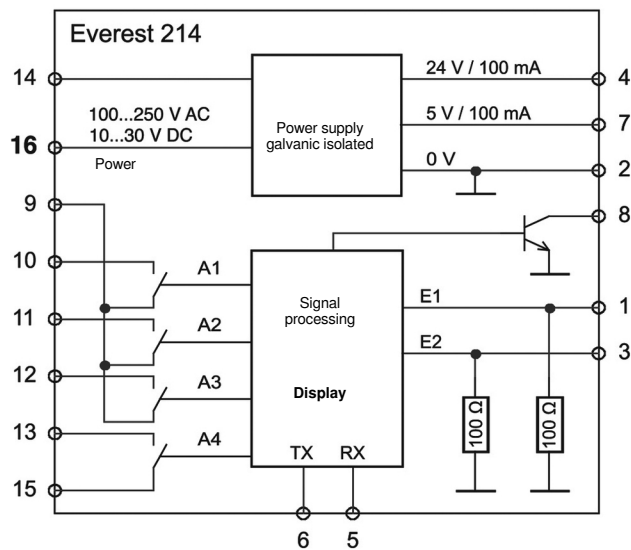 Everest 214
14
24 V / 100 mA
4
100...250 V AC
5 V / 100 mA
7
Power supply
galvanic isolated
16
10...30 V DC
Power
0 V
2
9
8
10
A1
Signal
processing
E1
1
11
A2
E2
3
12
A3
Display
100 Ω
100 Ω
13
A4
TX
RX
15
6
5